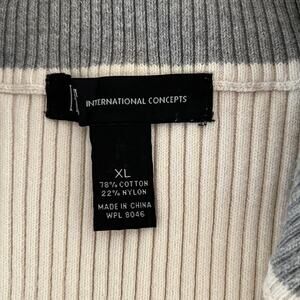 INTERNATIONAL CONCEPTS
XL
78% COTTON
22% NYLON
MADE IN CHINA
WPL 8046